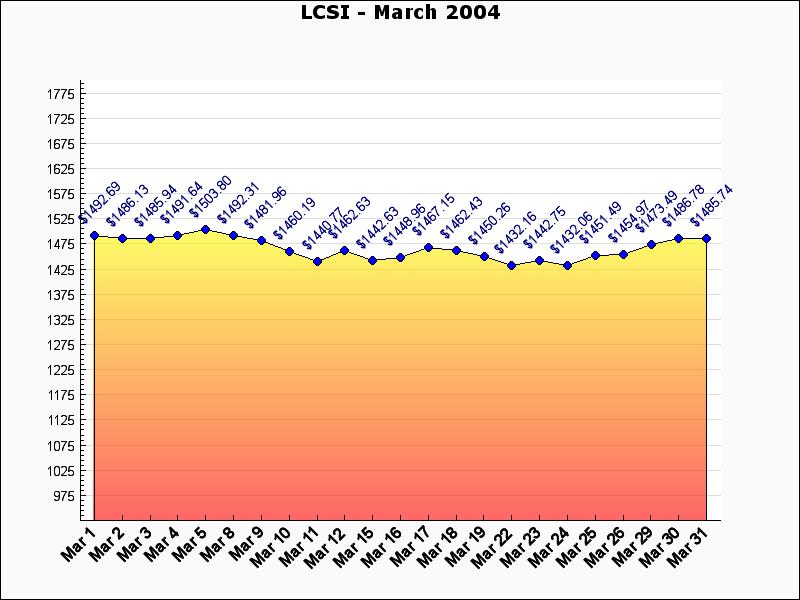 LCSI - March 2004
1775
1725
1675
1625
1575
1525
1475
1425
1375
1325
1275
1225
1175
1125
1075
1025
975
$1492.69
$1486.13
$1485.94
$1491.64
$1503.80
$1492.31
$1481.96
$1460.19
$1440.77
$1462.63
$1442.63
$1448.96
$1467.15
$1462.43
$1450.26
$1432.16
$1442.75
$1432.06
$1451.49
$1454.97
$1473.49
$1486.78
$1485.74
Mar 1
Mar 2
Mar 3
Mar 4
Mar 5
Mar 8
Mar 9
Mar 10
Mar 11
Mar 12
Mar 15
Mar 16
Mar 17
Mar 18
Mar 19
Mar 22
Mar 23
Mar 24
Mar 25
Mar 26
Mar 29
Mar 30
Mar 31